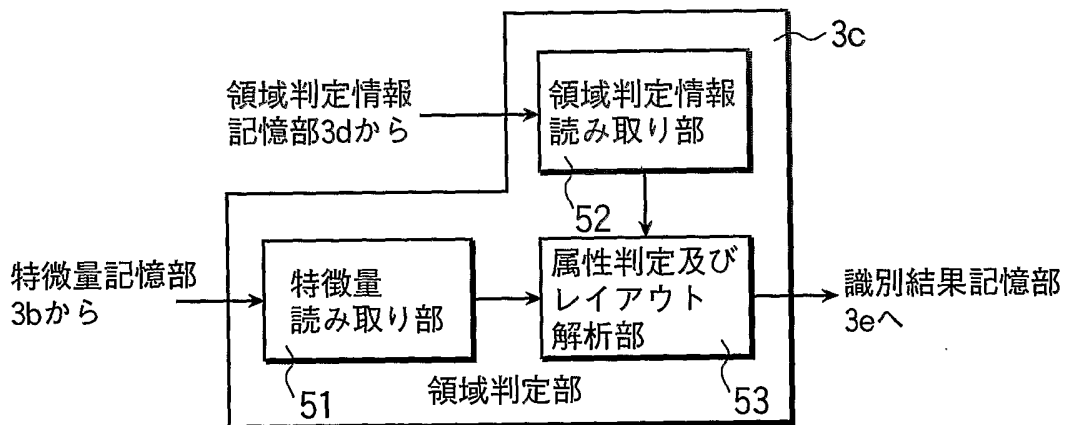 3c
領域判定情報
記憶部3dから
領域判定情報
読み取り部
52
特徴量記憶部
3bから
特徴量
読み取り部
51
属性判定及び
レイアウト
解析部
53
識別結果記憶部
3eへ
領域判定部